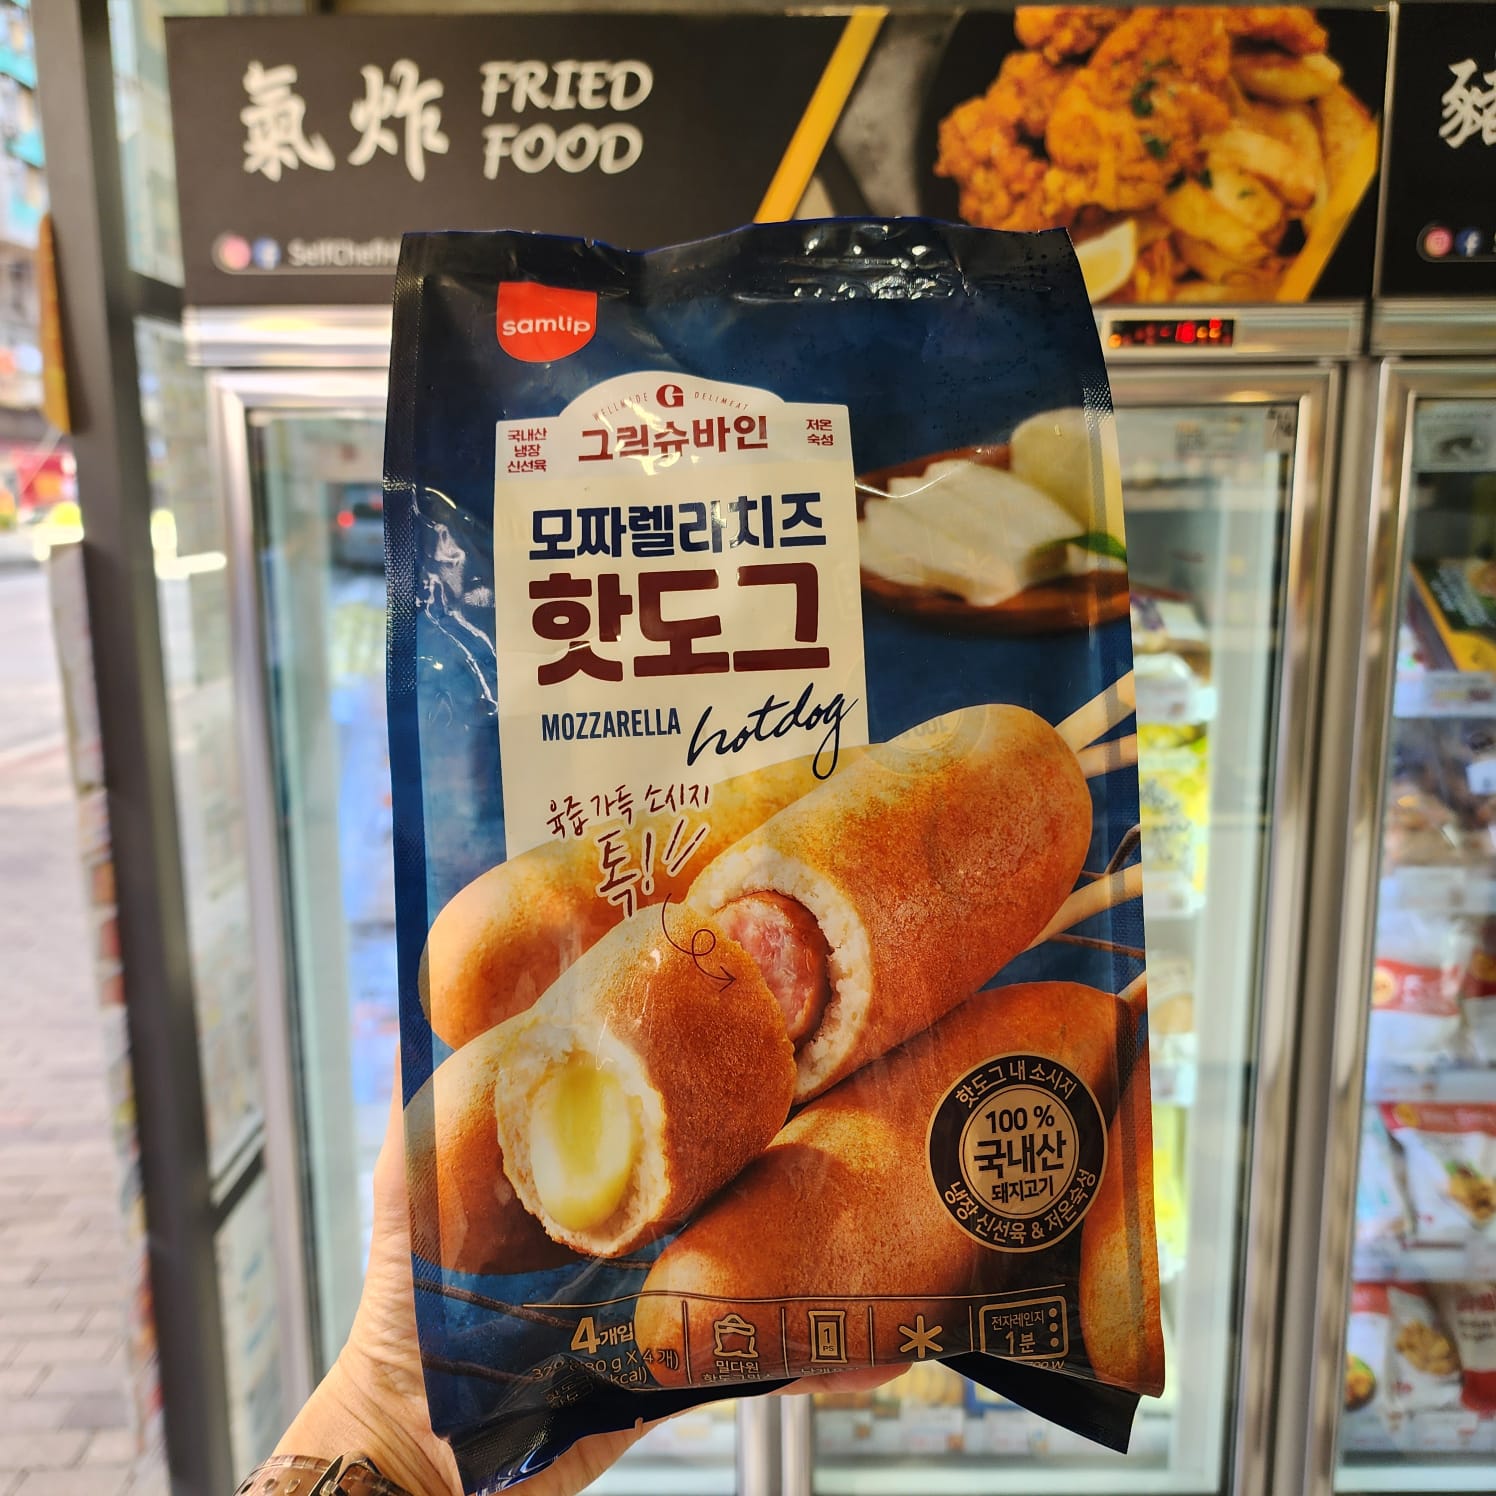 氣炸 FRIED
FOOD
samlip
WELLMADE G DELIMEAT
국내산
냉장
신선육
그릭슈바인
저온
숙성
모짜렐라치즈
핫도그
MOZZARELLA hotdog
육즙 가득 소시지
톡!
핫도그 내 소시지
100 %
국내산
돼지고기
냉장 신선육 & 저온숙성
4개입
밀다원
1
PS
전자레인지
1분